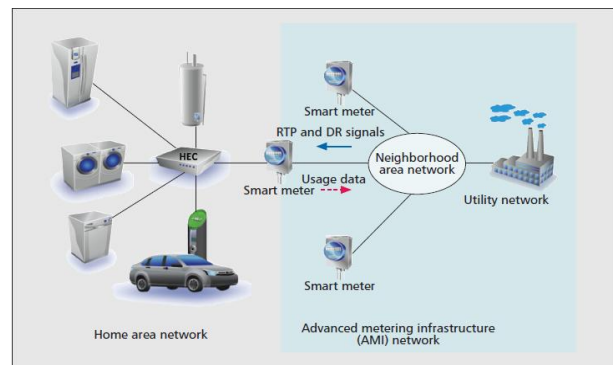 Smart meter
RTP and DR signals
HEC
Neighborhood
area network
Smart meter
Usage data
Utility network
Smart meter
Home area network
Advanced metering infrastructure
(AMI) network